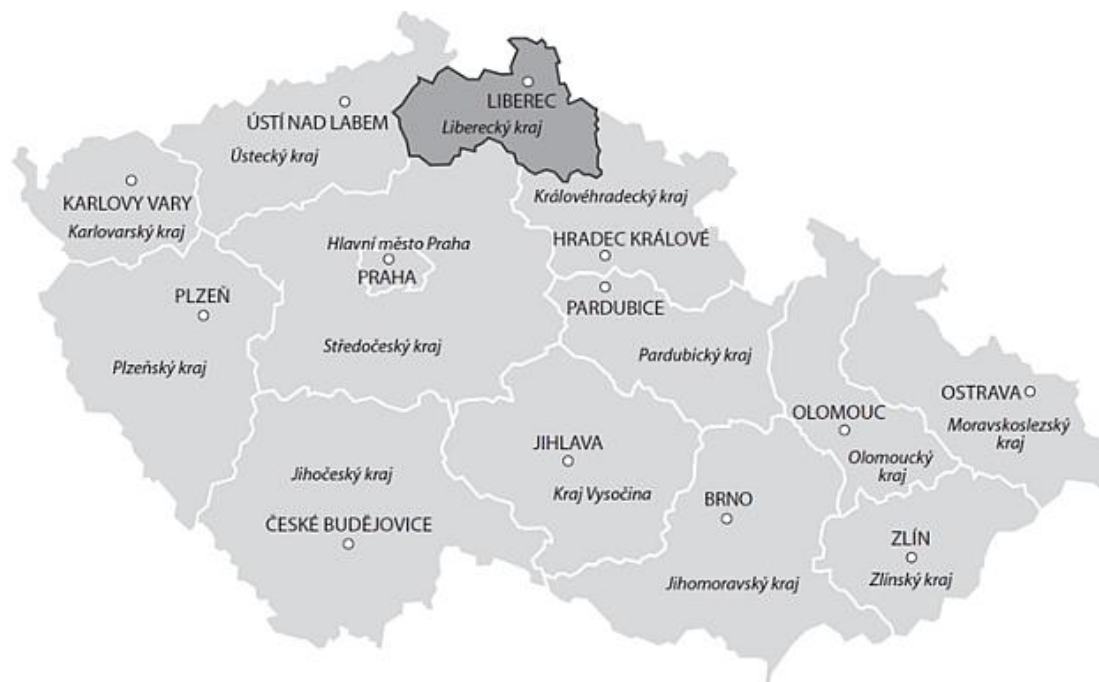 LIBEREC
Liberecký kraj
ÚSTÍ NAD LABEM
Ústecký kraj
KARLOVY VARY
Karlovarský kraj
Královéhradecký kraj
HRADEC KRÁLOVÉ
Hlavní město Praha
PRAHA
PLZEŇ
Plzeňský kraj
PARDUBICE
Pardubický kraj
Středočeský kraj
OSTRAVA
Moravskoslezský
kraj
OLOMOUC
Olomoucký
kraj
JIHLAVA
Kraj Vysočina
Jihočeský kraj
ČESKÉ BUDĚJOVICE
BRNO
Jihomoravský kraj
ZLÍN
Zlínský kraj